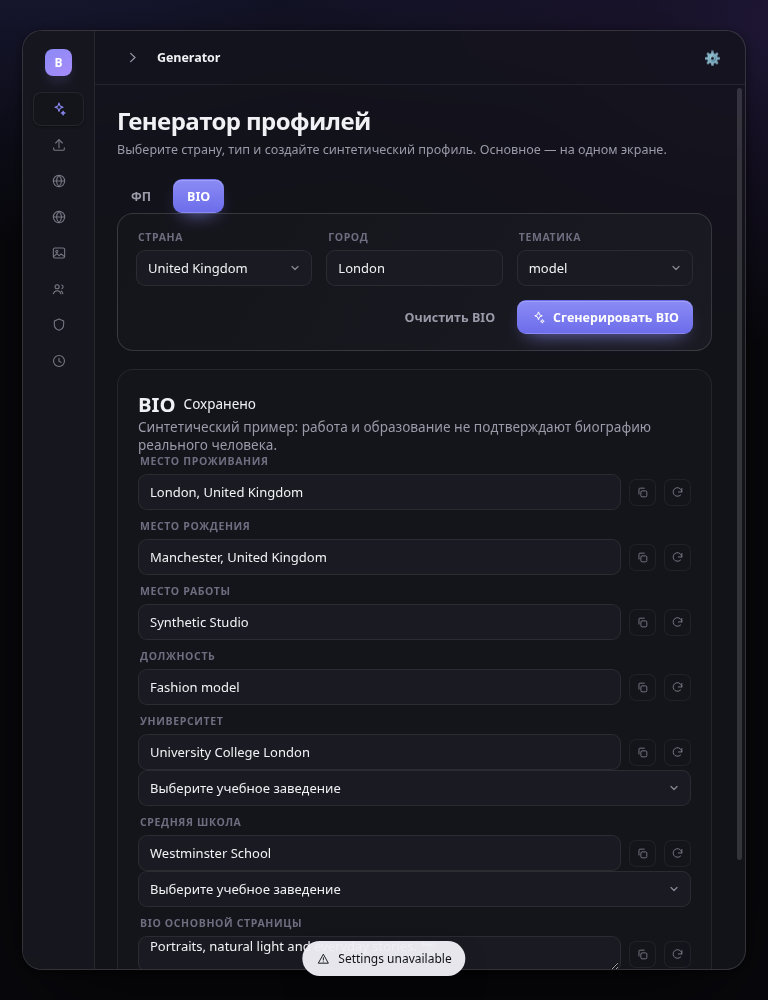 B
Generator
Генератор профилей
Выберите страну, тип и создайте синтетический профиль. Основное — на одном экране.
ФП
BIO
СТРАНА
ГОРОД
ТЕМАТИКА
United Kingdom
London
model
Очистить BIO
Сгенерировать BIO
BIO Сохранено
Синтетический пример: работа и образование не подтверждают биографию
реального человека.
МЕСТО ПРОЖИВАНИЯ
London, United Kingdom
МЕСТО РОЖДЕНИЯ
Manchester, United Kingdom
МЕСТО РАБОТЫ
Synthetic Studio
ДОЛЖНОСТЬ
Fashion model
УНИВЕРСИТЕТ
University College London
Выберите учебное заведение
СРЕДНЯЯ ШКОЛА
Westminster School
Выберите учебное заведение
BIO ОСНОВНОЙ СТРАНИЦЫ
Portraits, natural light and everyday stories.
Settings unavailable